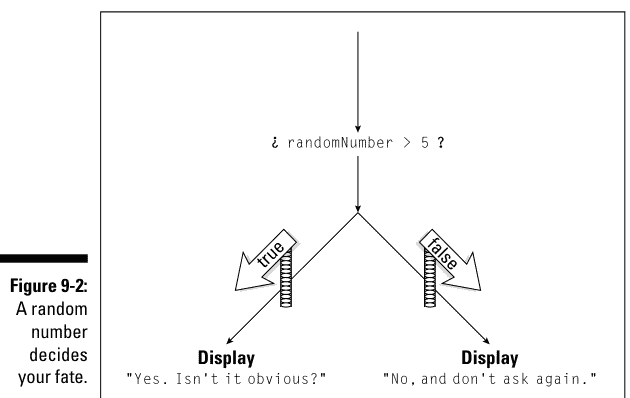 ¿ randomNumber > 5 ?
true
false
Figure 9-2:
A random
number
decides
your fate.
Display
"Yes. Isn't it obvious?"
Display
"No, and don't ask again."